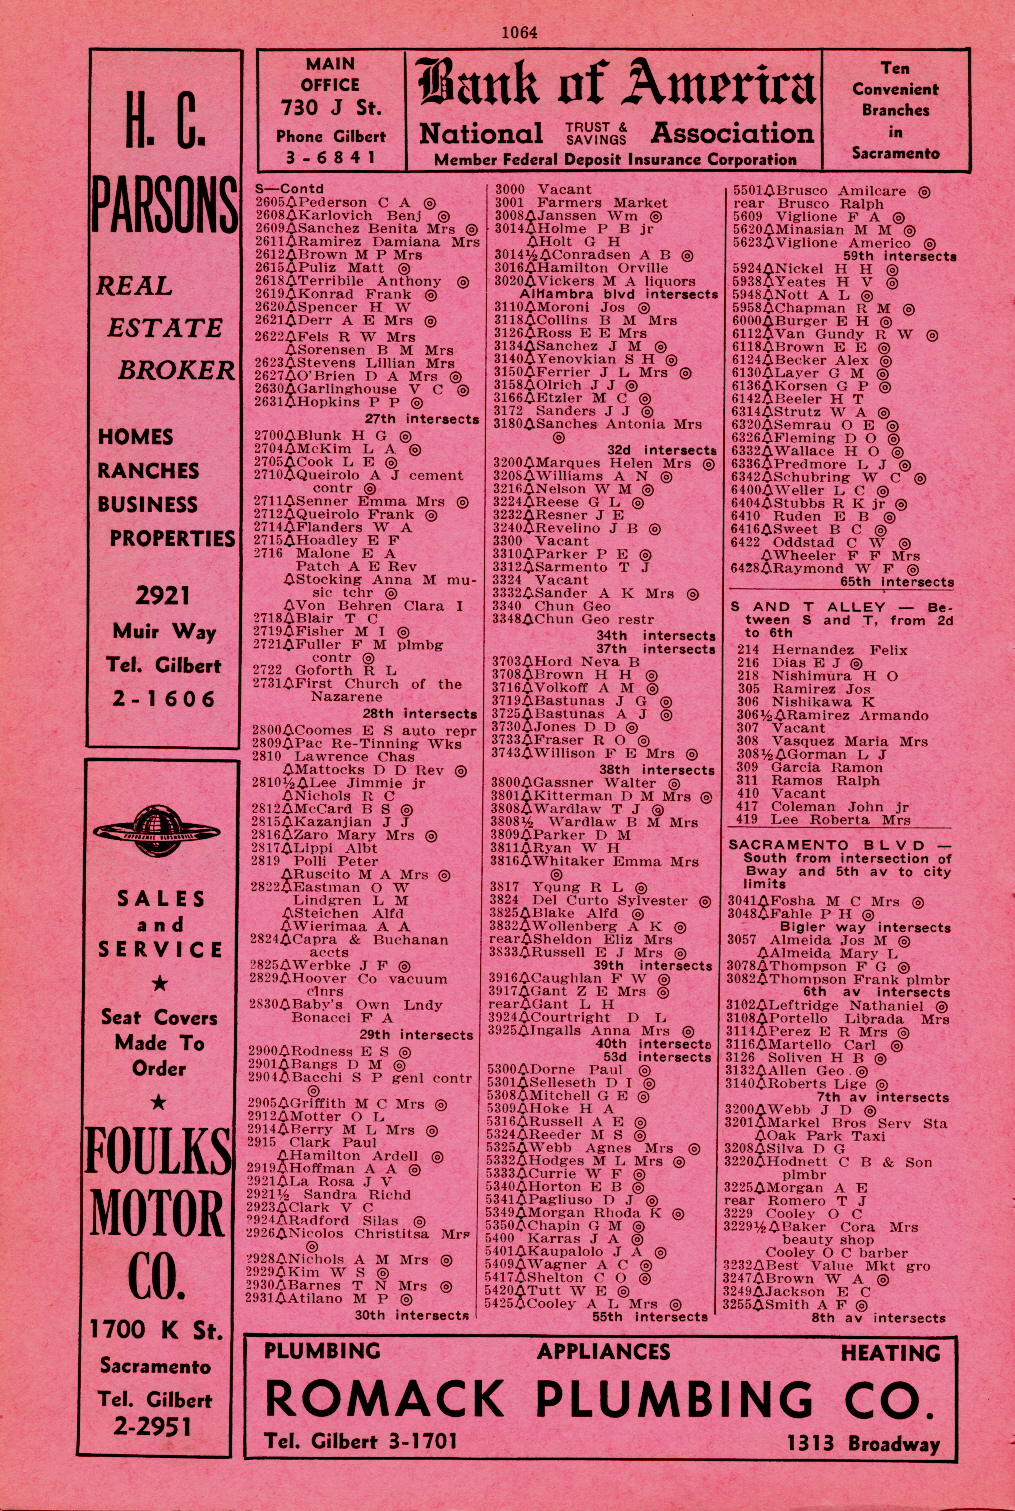 1064
H. C.
PARSONS
REAL
ESTATE
BROKER
HOMES
RANCHES
BUSINESS
PROPERTIES
2921
Muir Way
Tel. Gilbert
2-1606
SALES
and
SERVICE
★
Seat Covers
Made To
Order
★
FOULKS
MOTOR
CO.
1700 K St.
Sacramento
Tel. Gilbert
2-2951
MAIN
OFFICE
730 J St.
Phone Gilbert
3-6841
Bank of America
National TRUST & SAVINGS Association
Member Federal Deposit Insurance Corporation
Ten
Convenient
Branches
in
Sacramento
S—Contd
2605△Pederson C A ◎
2608△Karlovich Benj ◎
2609△Sanchez Benita Mrs ◎
2611△Ramirez Damiana Mrs
2612△Brown M P Mrs
2615△Puliz Matt ◎
2618△Terribile Anthony ◎
2619△Konrad Frank ◎
2620△Spencer H W
2621△Derr A E Mrs ◎
2622△Fels R W Mrs
△Sorensen B M Mrs
2623△Stevens Lillian Mrs
2627△O'Brien D A Mrs ◎
2630△Garlinghouse V C ◎
2631△Hopkins P P ◎
27th intersects
2700△Blunk H G ◎
2704△McKim L A ◎
2705△Cook L E ◎
2710△Queirolo A J cement
contr ◎
2711△Senner Emma Mrs ◎
2712△Queirolo Frank ◎
2714△Flanders W A
2715△Hoadley E F
2716 Malone E A
Patch A E Rev
△Stocking Anna M mu-
sic tchr ◎
△Von Behren Clara I
2718△Blair T C
2719△Fisher M I ◎
2721△Fuller F M plmbg
contr ◎
2722 Goforth R L
2731△First Church of the
Nazarene
28th intersects
2800△Coomes E S auto repr
2809△Pac Re-Tinning Wks
2810 Lawrence Chas
△Mattocks D D Rev ◎
2810½△Lee Jimmie jr
△Nichols R C
2812△McCard B S ◎
2815△Kazanjian J J
2816△Zaro Mary Mrs ◎
2817△Lippi Albt
2819 Polli Peter
△Ruscito M A Mrs ◎
2822△Eastman O W
Lindgren L M
△Steichen Alfd
△Wierimaa A A
2824△Capra & Buchanan
accts
2825△Werbke J F ◎
2829△Hoover Co vacuum
clnrs
2830△Baby's Own Lndy
Bonacci F A
29th intersects
2900△Rodness E S ◎
2901△Bangs D M ◎
2904△Bacchi S P genl contr
◎
2905△Griffith M C Mrs ◎
2912△Motter O L
2914△Berry M L Mrs ◎
2915 Clark Paul
△Hamilton Ardell ◎
2919△Hoffman A A ◎
2921△La Rosa J V
2921½ Sandra Richd
2923△Clark V C
2924△Radford Silas ◎
2926△Nicolos Christitsa Mrs
◎
2928△Nichols A M Mrs ◎
2929△Kim W S ◎
2930△Barnes T N Mrs ◎
2931△Atilano M P ◎
30th intersects
3000 Vacant
3001 Farmers Market
3008△Janssen Wm ◎
3014△Holme P B jr
△Holt G H
3014½△Conradsen A B ◎
3016△Hamilton Orville
3020△Vickers M A liquors
Alhambra blvd intersects
3110△Moroni Jos ◎
3118△Collins B M Mrs
3126△Ross E E Mrs
3134△Sanchez J M ◎
3140△Yenovkian S H ◎
3150△Ferrier J L Mrs ◎
3158△Olrich J J ◎
3166△Etzler M C ◎
3172 Sanders J J ◎
3180△Sanches Antonia Mrs
◎
32d intersects
3200△Marques Helen Mrs ◎
3208△Williams A N ◎
3216△Nelson W M ◎
3224△Reese G L ◎
3232△Resner J E
3240△Revelino J B ◎
3300 Vacant
3310△Parker P E ◎
3312△Sarmento T J
3324 Vacant
3332△Sander A K Mrs ◎
3340 Chun Geo
3348△Chun Geo restr
34th intersects
37th intersects
3703△Hord Neva B
3708△Brown H H ◎
3716△Volkoff A M ◎
3719△Bastunas J G ◎
3725△Bastunas A J ◎
3730△Jones D D ◎
3733△Fraser R O ◎
3743△Willison F E Mrs ◎
38th intersects
3800△Gassner Walter ◎
3801△Kitterman D M Mrs ◎
3808△Wardlaw T J ◎
3808½ Wardlaw B M Mrs
3809△Parker D M
3811△Ryan W H
3816△Whitaker Emma Mrs
◎
3817 Young R L ◎
3824 Del Curto Sylvester ◎
3825△Blake Alfd ◎
3832△Wollenberg A K ◎
rear△Sheldon Eliz Mrs
3833△Russell E J Mrs ◎
39th intersects
3916△Caughlan F W ◎
3917△Gant Z E Mrs ◎
rear△Gant L H
3924△Courtright D L
3925△Ingalls Anna Mrs ◎
40th intersects
53d intersects
5300△Dorne Paul ◎
5301△Selleseth D I ◎
5308△Mitchell G E ◎
5309△Hoke H A
5316△Russell A E ◎
5324△Reeder M S ◎
5325△Webb Agnes Mrs ◎
5332△Hodges M L Mrs ◎
5333△Currie W F ◎
5340△Horton E B ◎
5341△Pagliuso D J ◎
5349△Morgan Rhoda K ◎
5350△Chapin G M ◎
5400 Karras J A ◎
5401△Kaupalolo J A ◎
5409△Wagner A C ◎
5417△Shelton C O ◎
5420△Tutt W E ◎
5425△Cooley A L Mrs ◎
55th intersects
5501△Brusco Amilcare ◎
rear Brusco Ralph
5609 Viglione F A ◎
5620△Minasian M M ◎
5623△Viglione Americo ◎
59th intersects
5924△Nickel H H ◎
5938△Yeates H V ◎
5948△Nott A L ◎
5958△Chapman R M ◎
6000△Burger E H ◎
6112△Van Gundy R W ◎
6118△Brown E E ◎
6124△Becker Alex ◎
6130△Layer G M ◎
6136△Korsen G P ◎
6142△Beeler H T
6314△Strutz W A ◎
6320△Semrau O E ◎
6326△Fleming D O ◎
6332△Wallace H O ◎
6336△Predmore L J ◎
6342△Schubring W C ◎
6400△Weller L C ◎
6404△Stubbs R K jr ◎
6410 Ruden E B ◎
6416△Sweet B C ◎
6422 Oddstad C W ◎
△Wheeler F F Mrs
6428△Raymond W F ◎
65th intersects
S AND T ALLEY — Be-
tween S and T, from 2d
to 6th
214 Hernandez Felix
216 Dias E J ◎
218 Nishimura H O
305 Ramirez Jos
306 Nishikawa K
306½△Ramirez Armando
307 Vacant
308 Vasquez Maria Mrs
308½△Gorman L J
309 Garcia Ramon
311 Ramos Ralph
410 Vacant
417 Coleman John jr
419 Lee Roberta Mrs
SACRAMENTO BLVD —
South from intersection of
Bway and 5th av to city
limits
3041△Fosha M C Mrs ◎
3048△Fahle P H ◎
Bigler way intersects
3057 Almeida Jos M ◎
△Almeida Mary L
3078△Thompson F G ◎
3082△Thompson Frank plmbr
6th av intersects
3102△Leftridge Nathaniel ◎
3108△Portello Librada Mrs
3114△Perez E R Mrs ◎
3116△Martello Carl ◎
3126 Soliven H B ◎
3132△Allen Geo ◎
3140△Roberts Lige ◎
7th av intersects
3200△Webb J D ◎
3201△Markel Bros Serv Sta
△Oak Park Taxi
3208△Silva D G
3220△Hodnett C B & Son
plmbr
3225△Morgan A E
rear Romero T J
3229 Cooley O C
3229½△Baker Cora Mrs
beauty shop
Cooley O C barber
3232△Best Value Mkt gro
3247△Brown W A ◎
3249△Jackson E C
3255△Smith A F ◎
8th av intersects
PLUMBING APPLIANCES HEATING
ROMACK PLUMBING CO.
Tel. Gilbert 3-1701 1313 Broadway